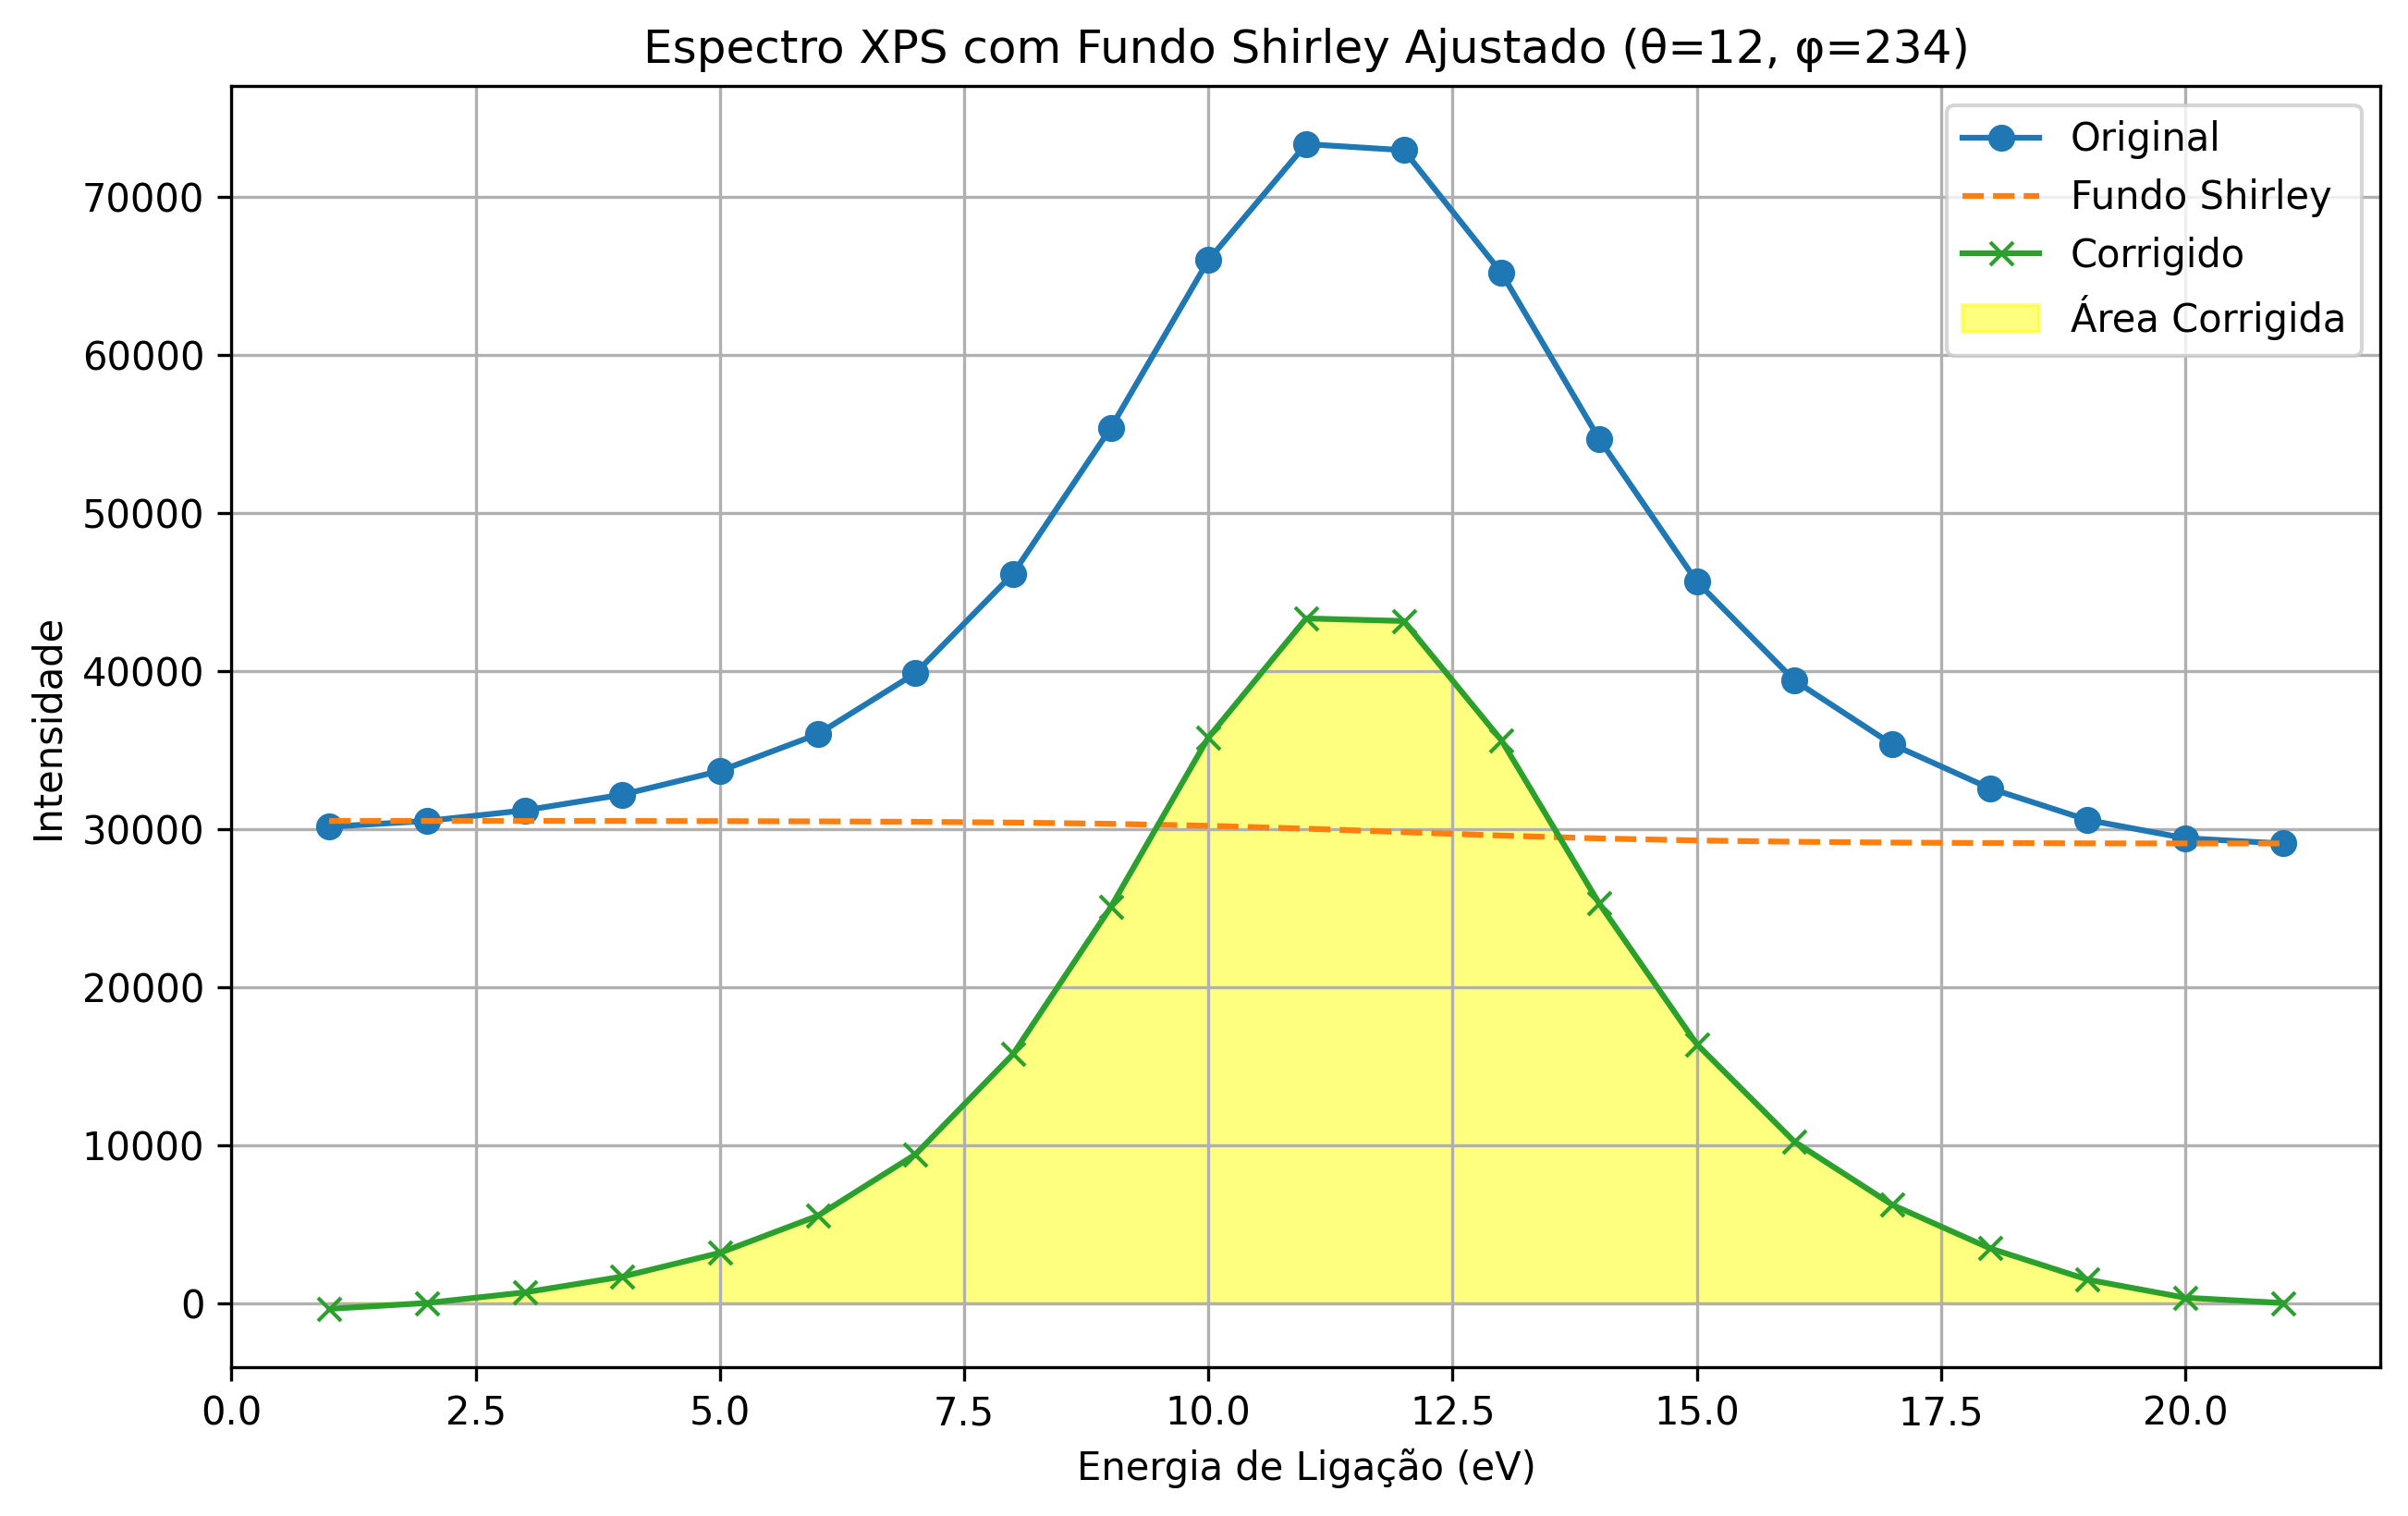 Espectro XPS com Fundo Shirley Ajustado (θ=12, φ=234)
Original
Fundo Shirley
Corrigido
Área Corrigida
Intensidade
70000
60000
50000
40000
30000
20000
10000
0
0.0 2.5 5.0 7.5 10.0 12.5 15.0 17.5 20.0
Energia de Ligação (eV)